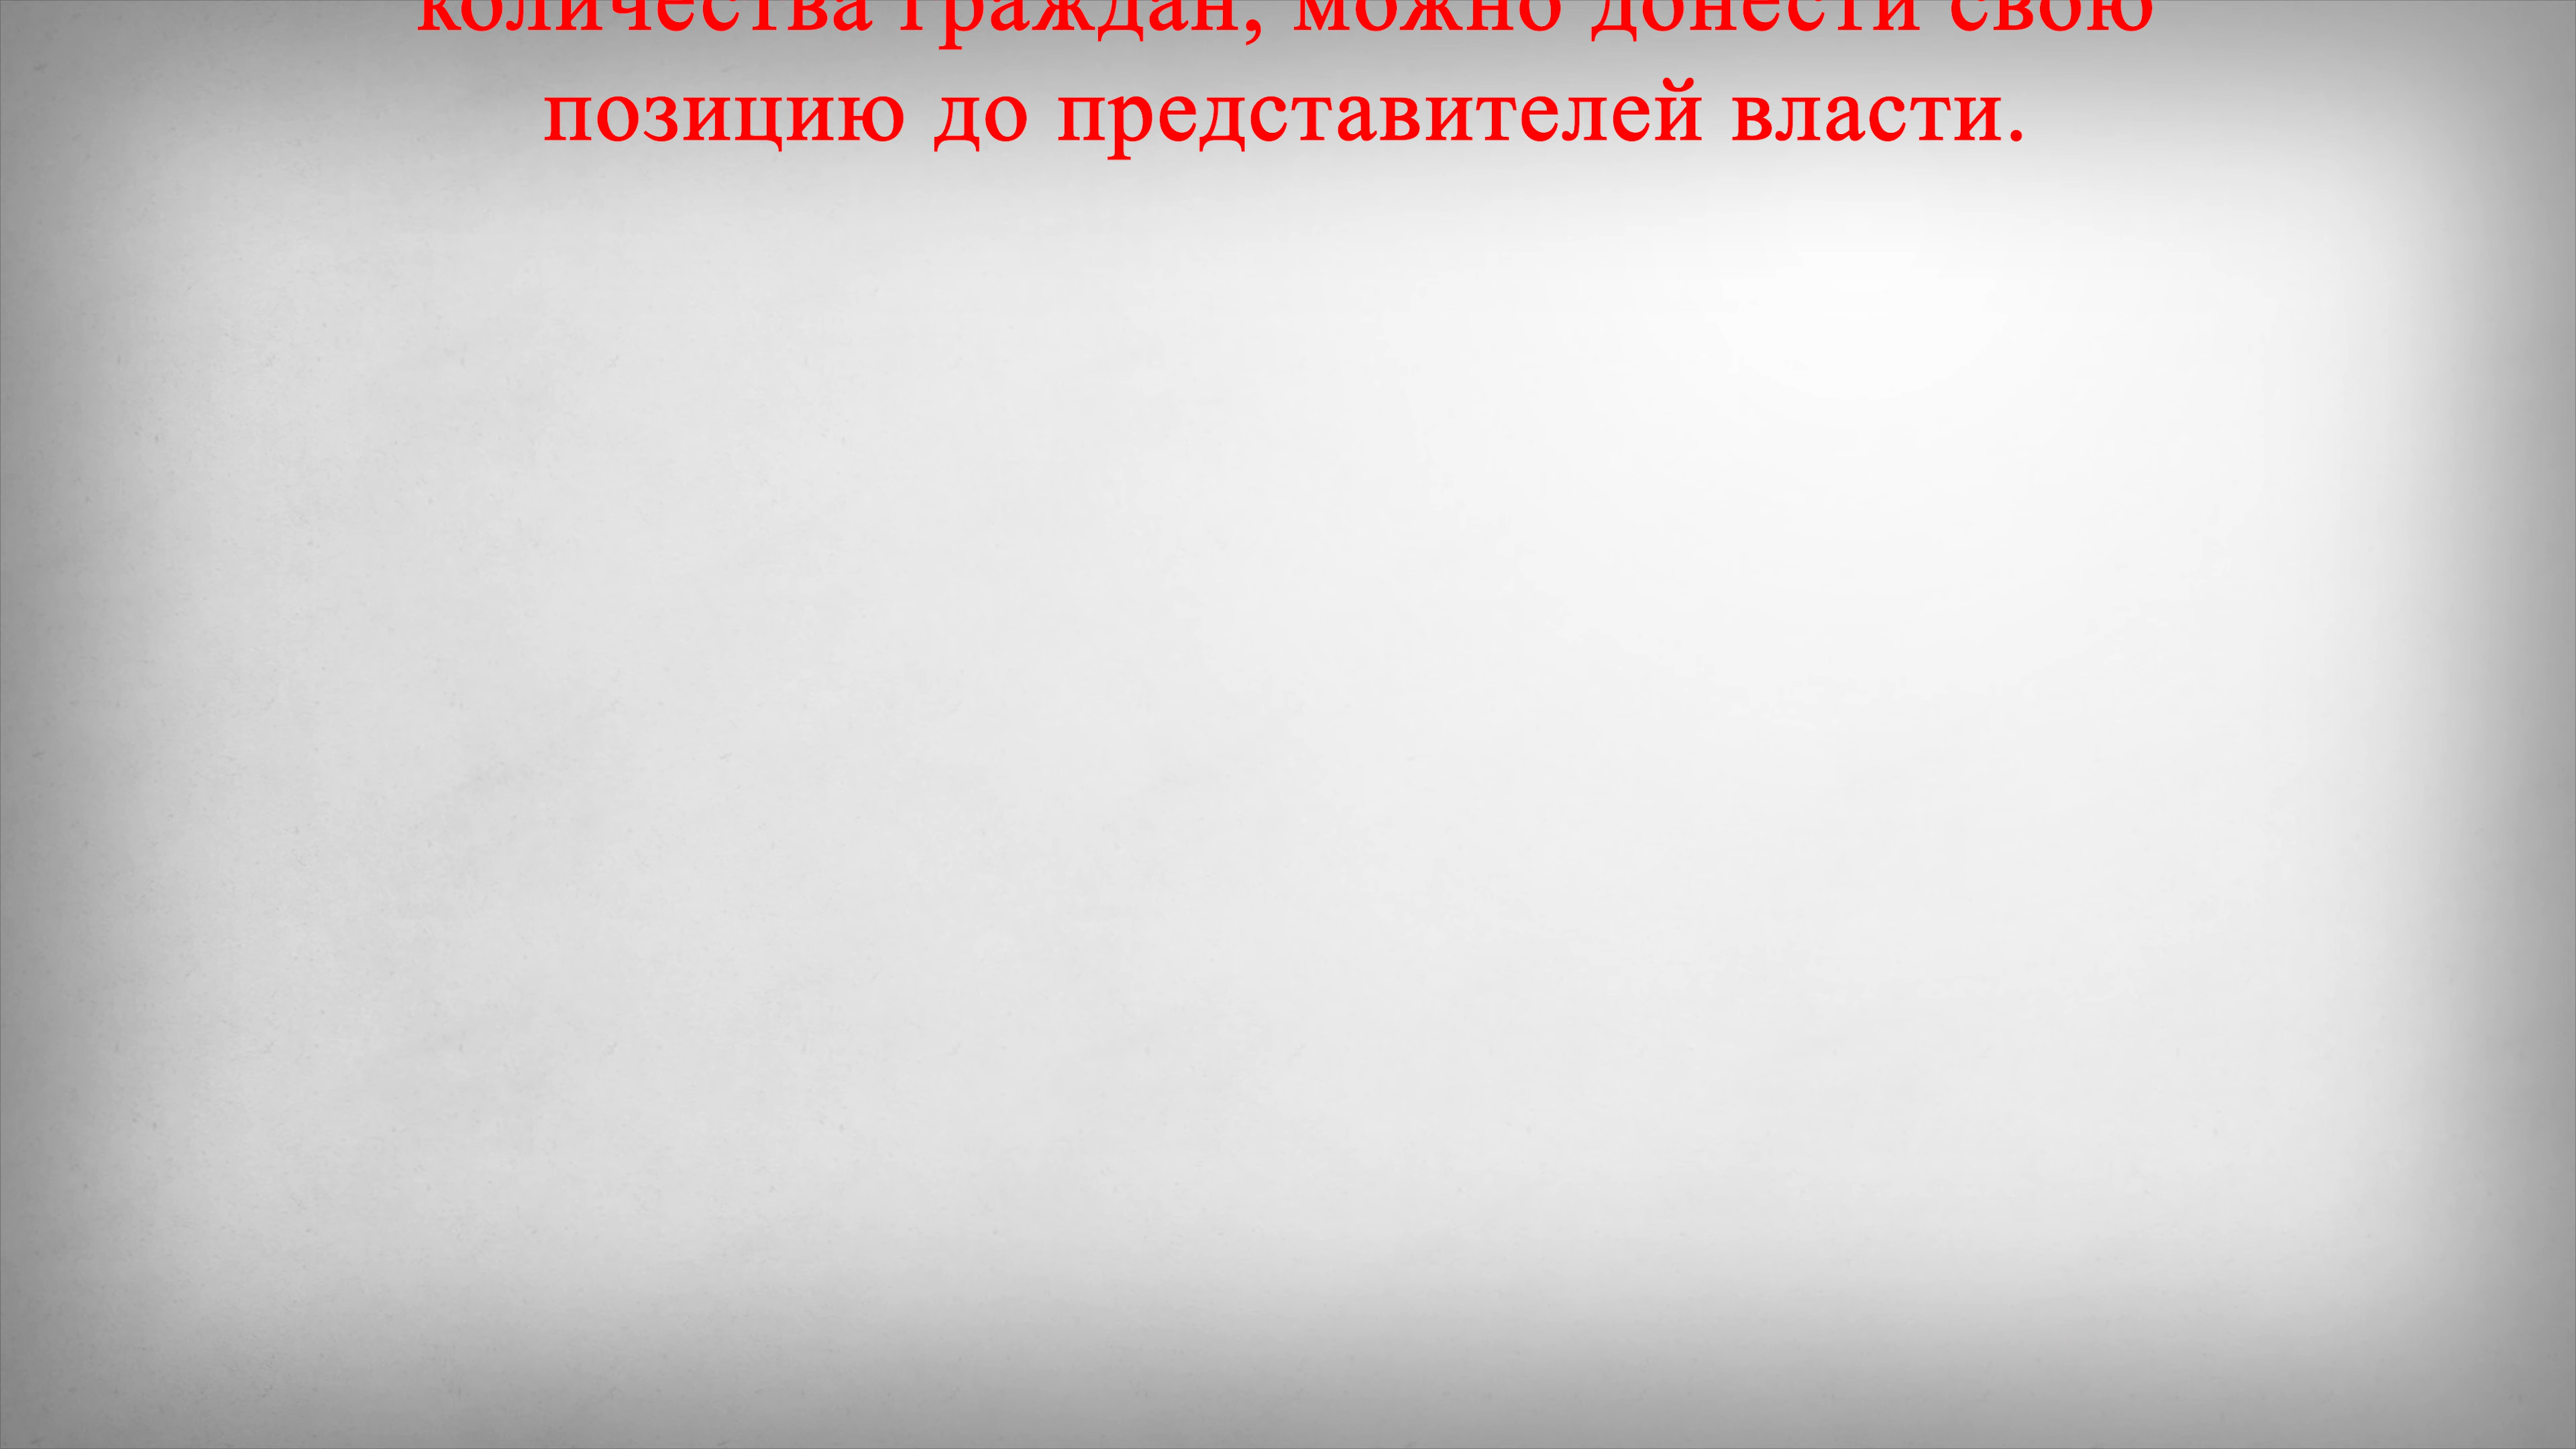 количества граждан, можно донести свою
позицию до представителей власти.